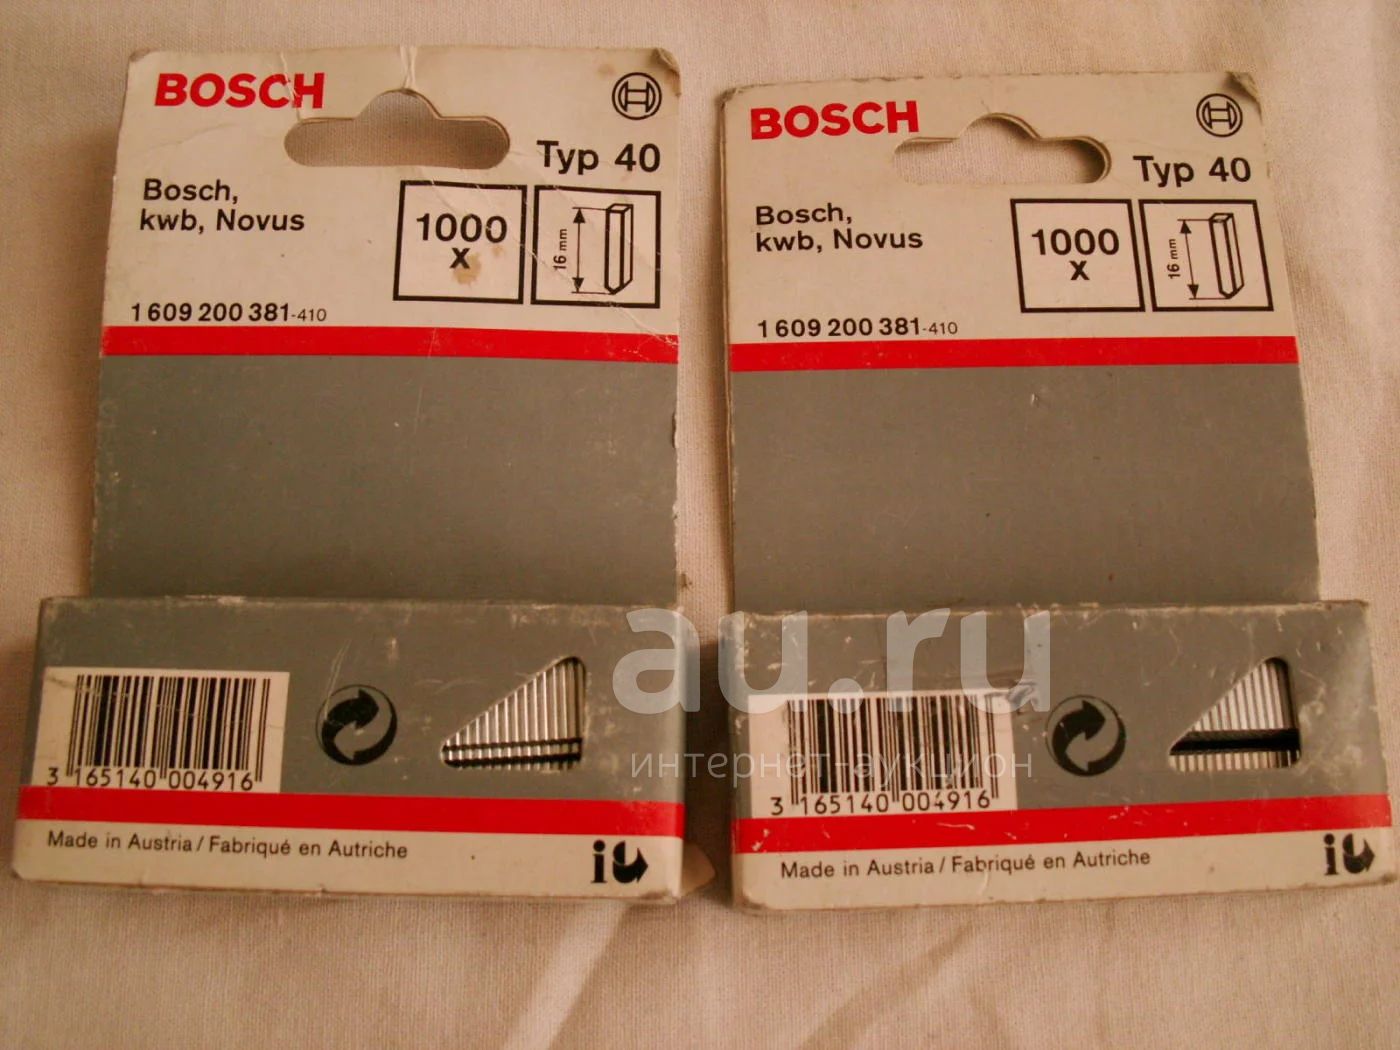 BOSCH
Typ 40
Bosch,
kwb, Novus
1000
x
16 mm
1 609 200 381-410
3 165140 004916
Made in Austria / Fabriqué en Autriche
BOSCH
Typ 40
Bosch,
kwb, Novus
1000
x
16 mm
1 609 200 381-410
3 165140 004916
Made in Austria / Fabriqué en Autriche
au.ru
интернет-аукцион